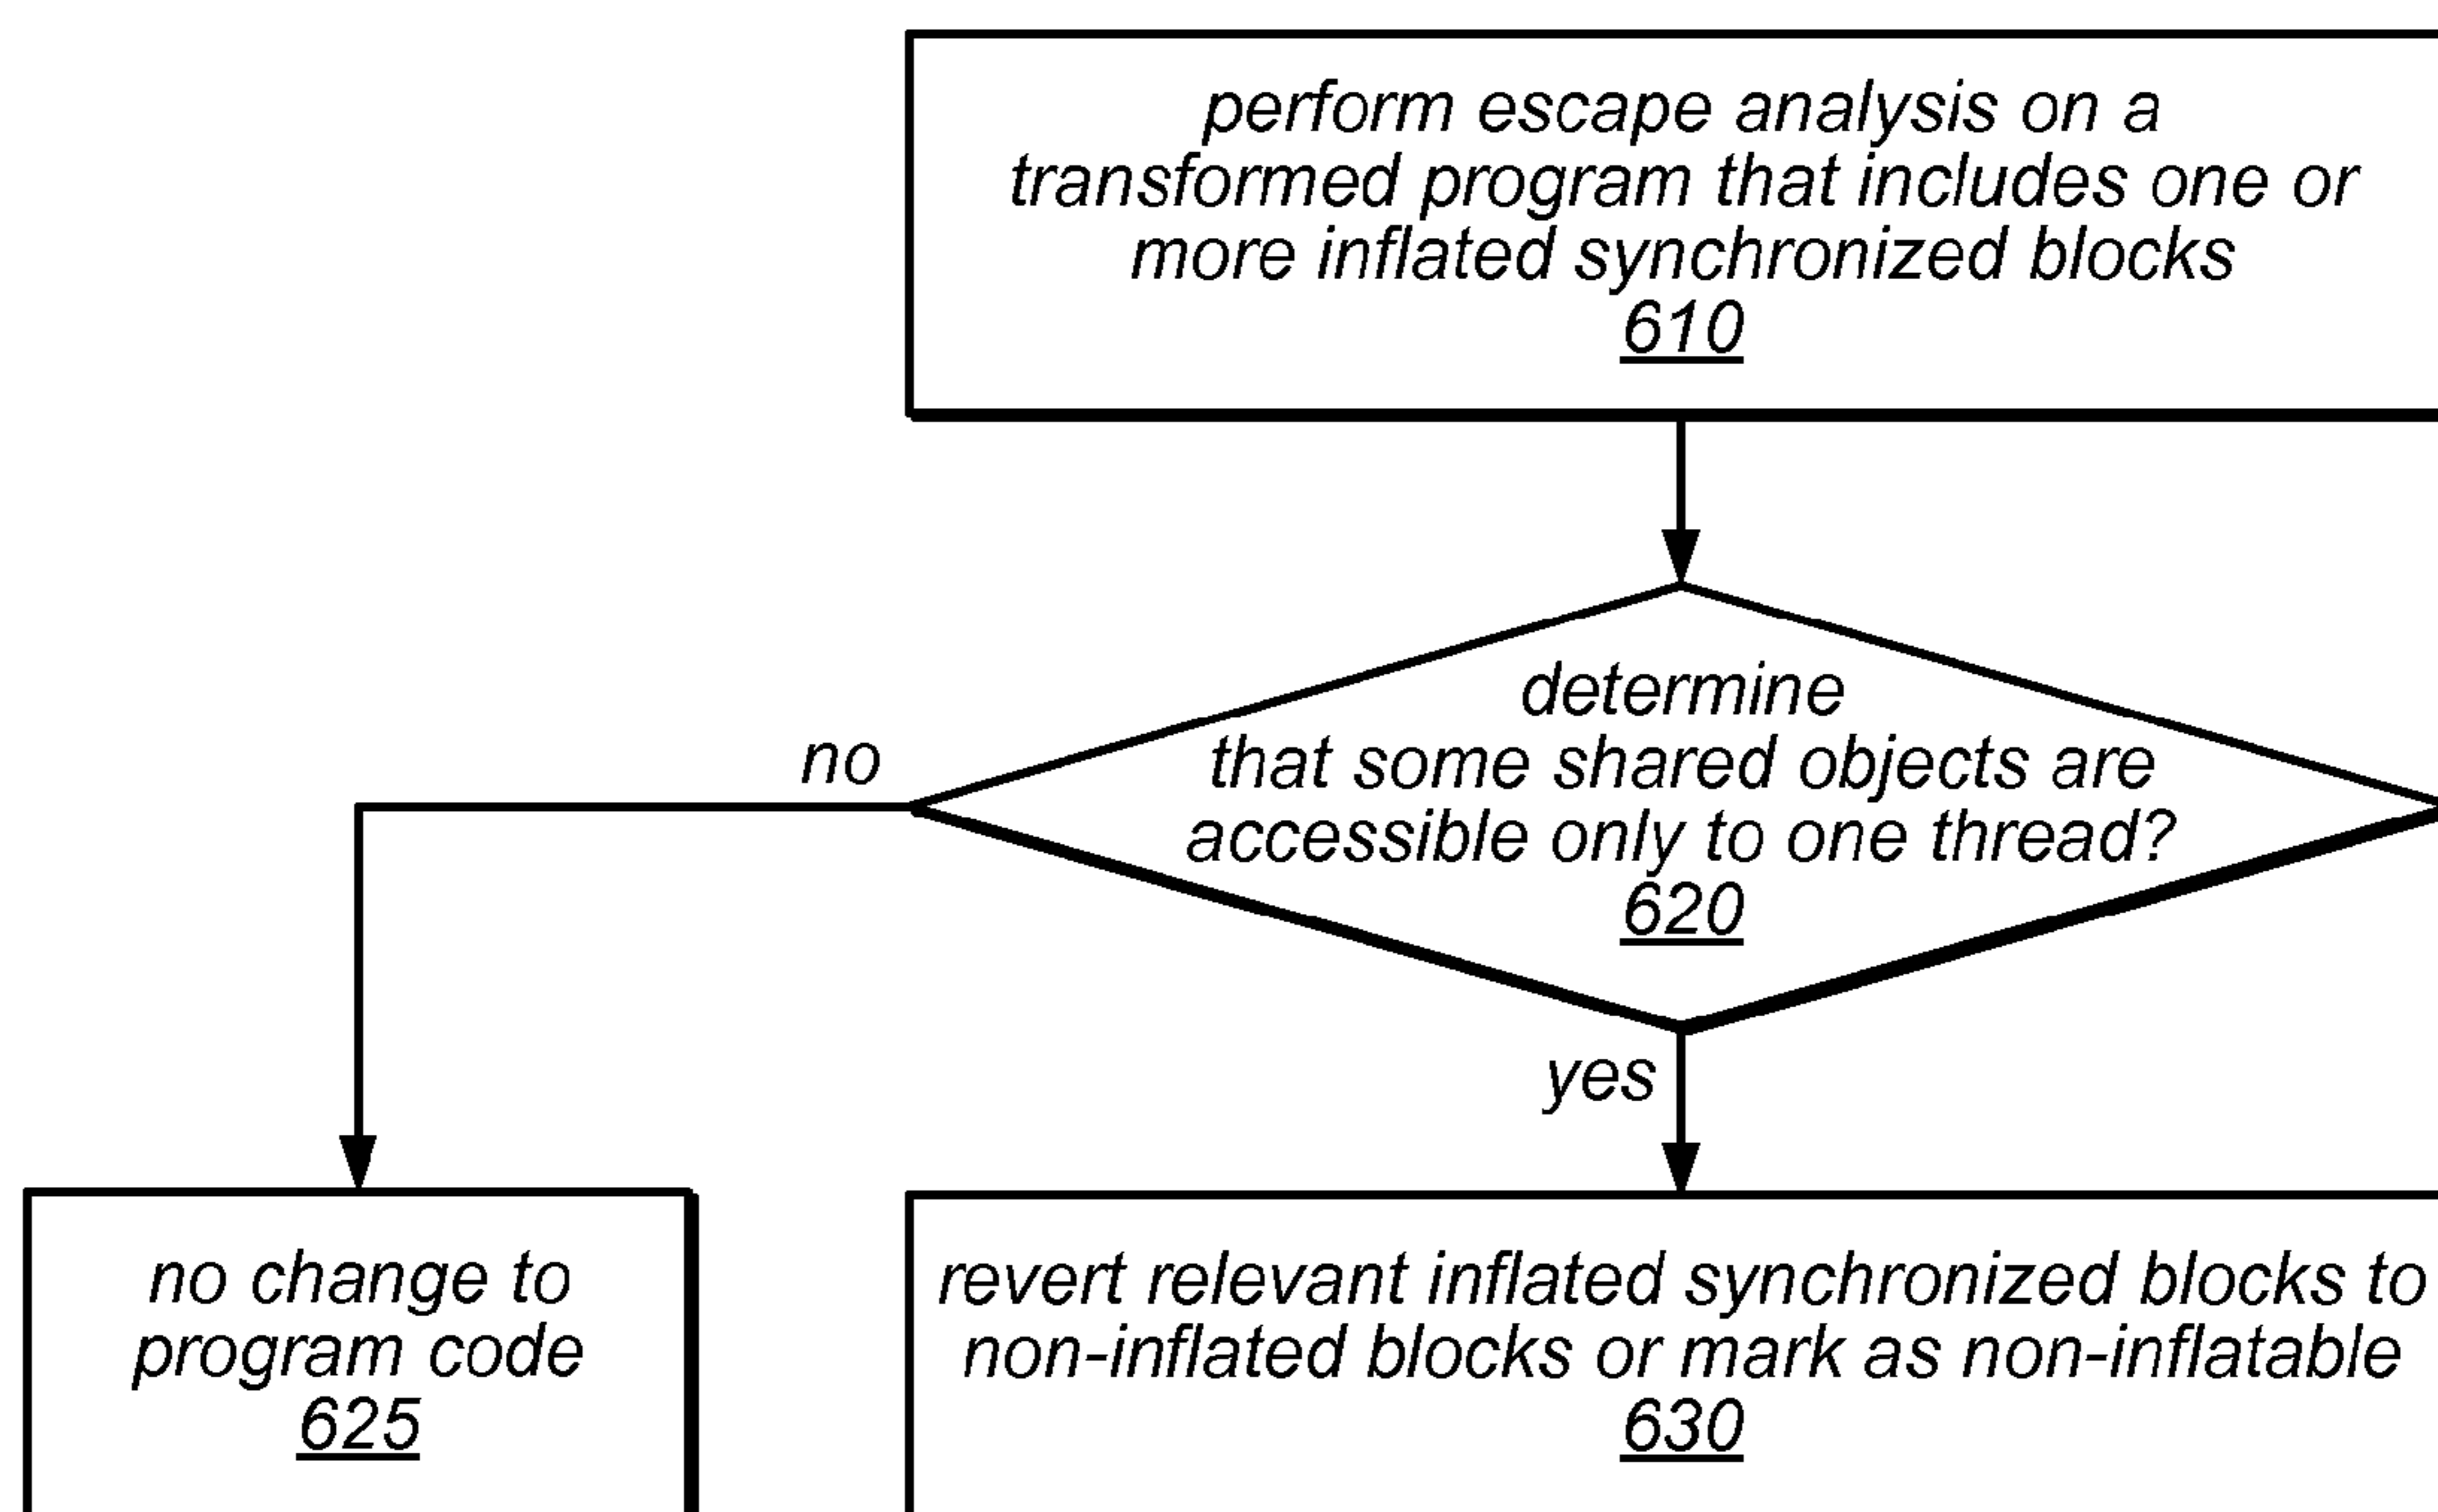 perform escape analysis on a
transformed program that includes one or
more inflated synchronized blocks
610
determine
that some shared objects are
accessible only to one thread?
620
no
yes
no change to
program code
625
revert relevant inflated synchronized blocks to
non-inflated blocks or mark as non-inflatable
630